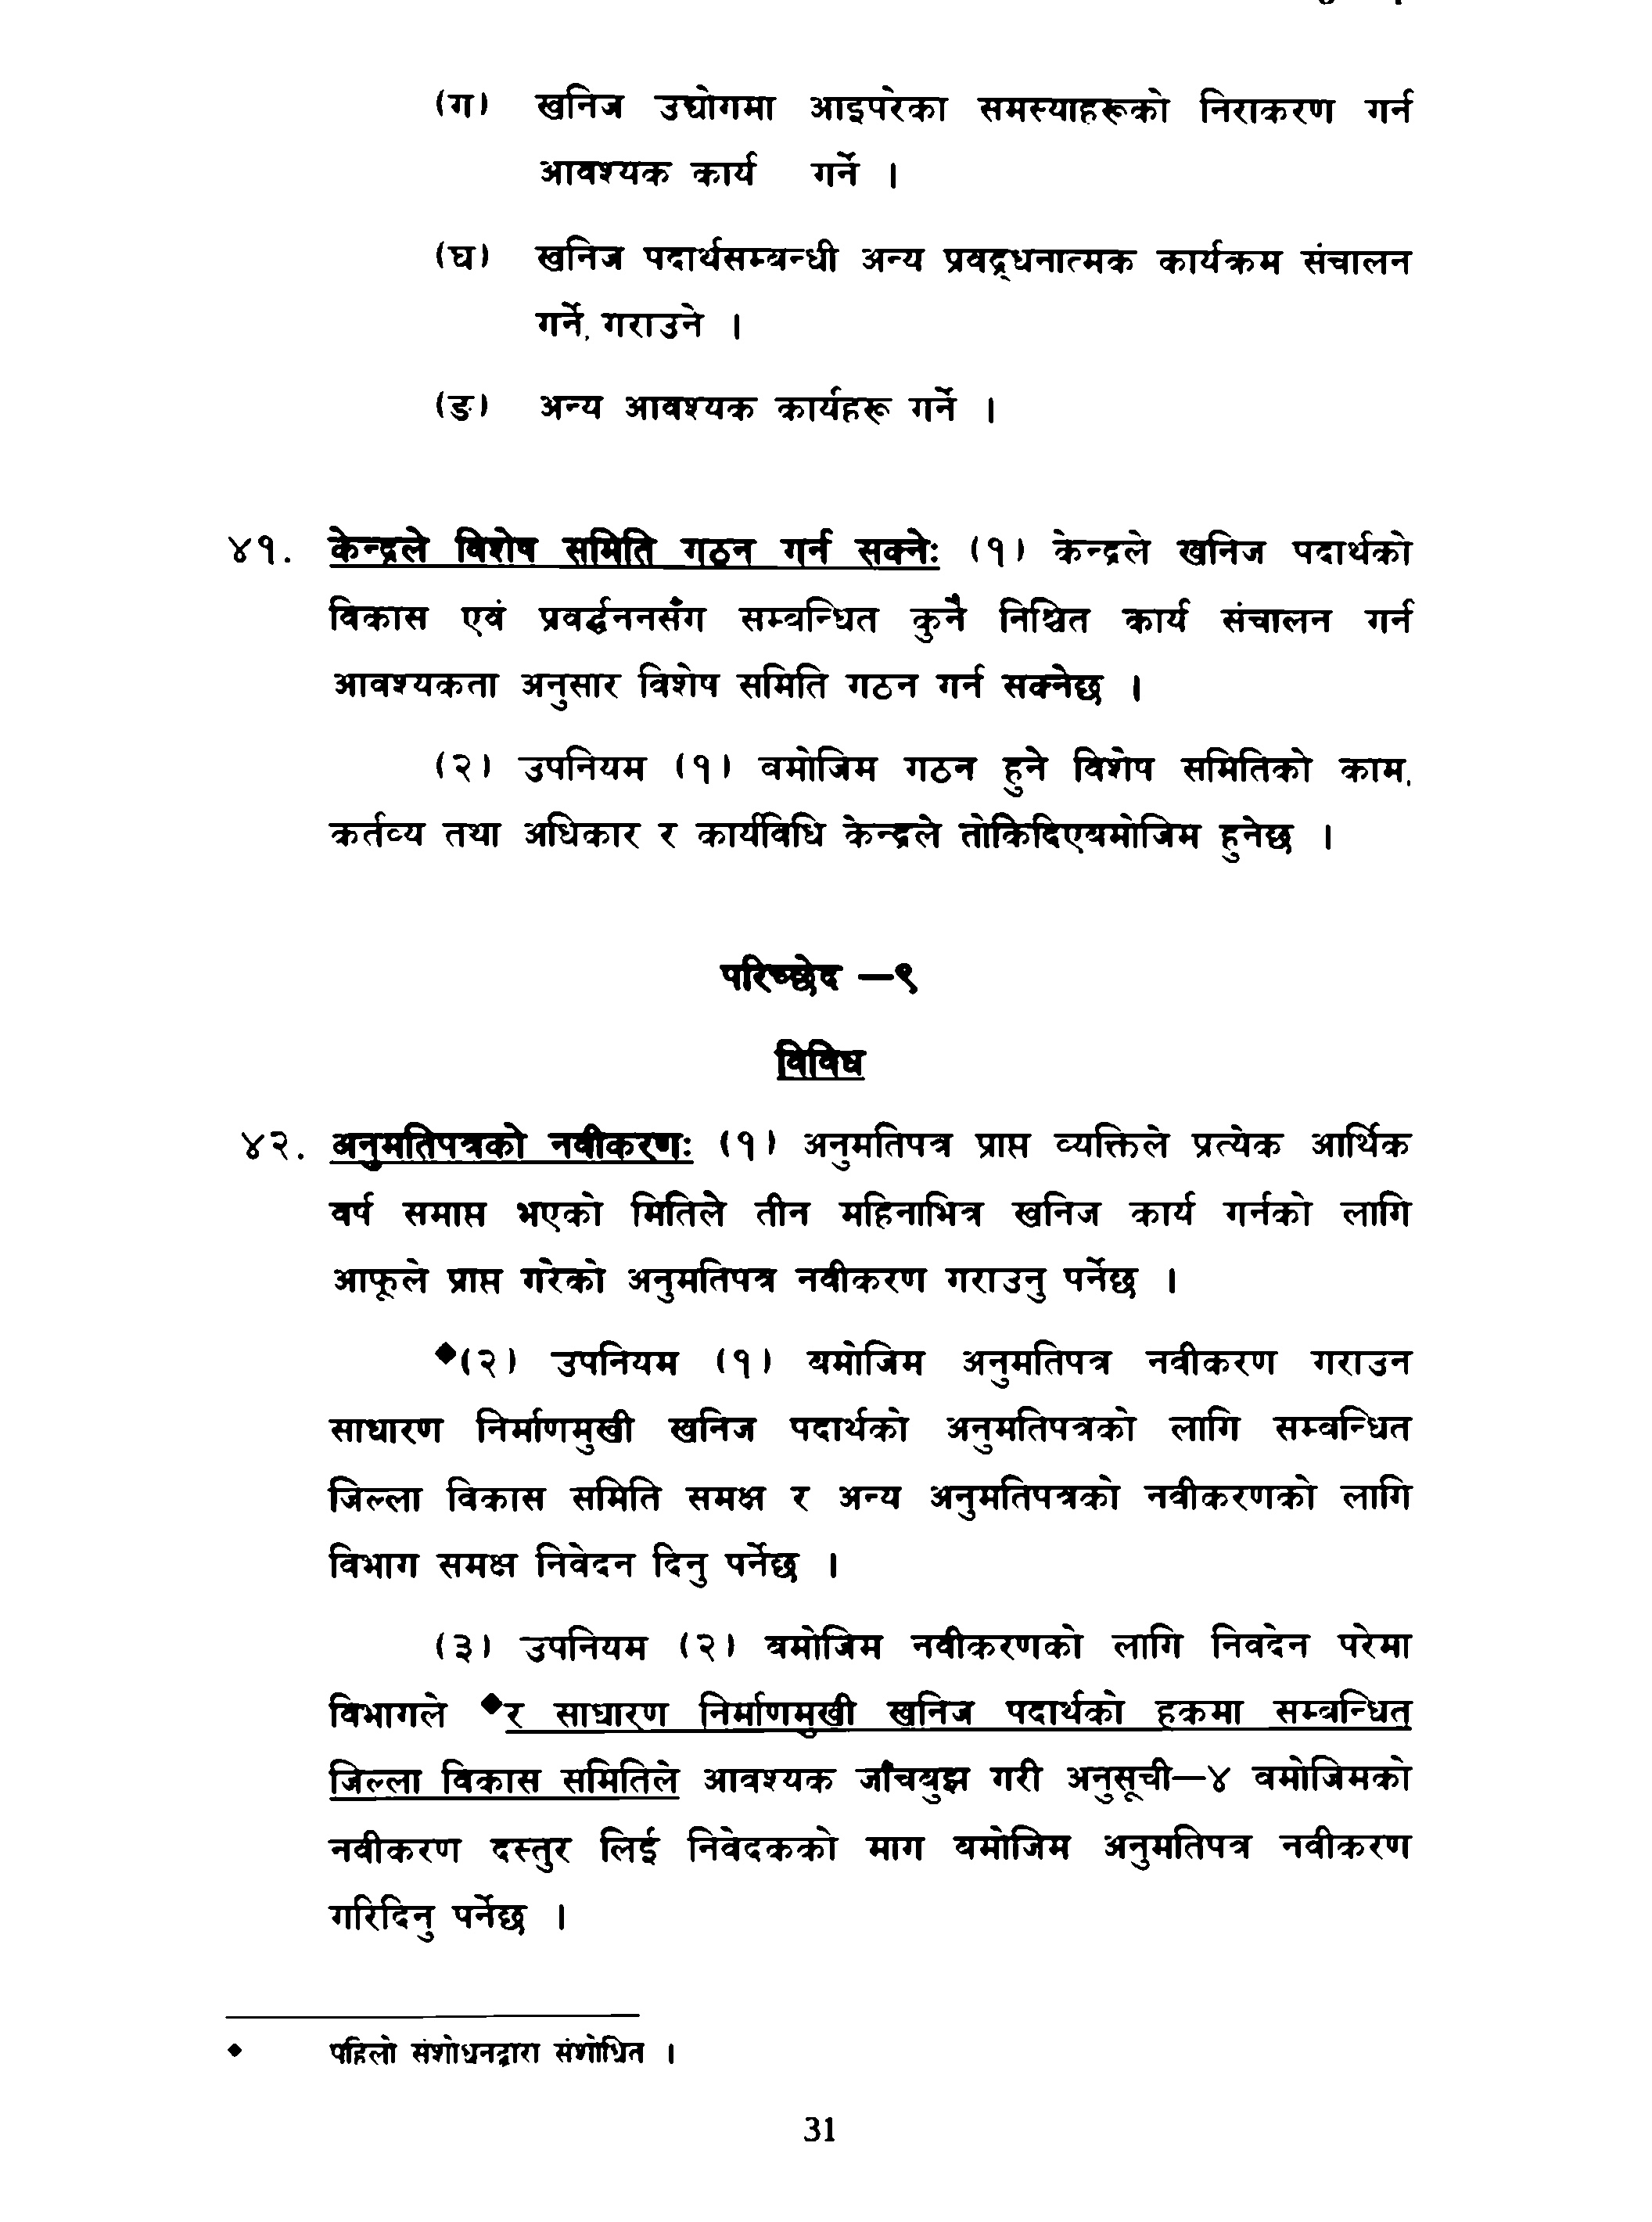 (ग) खनिज उद्योगमा आइपरेका समस्याहरूको निराकरण गर्न
आवश्यक कार्य गर्ने ।
(घ) खनिज पदार्थसम्बन्धी अन्य प्रवद्र्धनात्मक कार्यक्रम संचालन
गर्ने, गराउने ।
(ङ) अन्य आवश्यक कार्यहरू गर्ने ।
४१. केन्द्रले विशेष समिति गठन गर्न सक्नेः (१) केन्द्रले खनिज पदार्थको
विकास एवं प्रवर्द्धननसँग सम्बन्धित कुनै निश्चित कार्य संचालन गर्न
आवश्यकता अनुसार विशेष समिति गठन गर्न सक्नेछ ।
(२) उपनियम (१) बमोजिम गठन हुने विशेष समितिको काम,
कर्तव्य तथा अधिकार र कार्यविधि केन्द्रले तोकिदिएबमोजिम हुनेछ ।
परिच्छेद –९
विविध
४२. अनुमतिपत्रको नवीकरणः (१) अनुमतिपत्र प्राप्त व्यक्तिले प्रत्येक आर्थिक
वर्ष समाप्त भएको मितिले तीन महिनाभित्र खनिज कार्य गर्नको लागि
आफूले प्राप्त गरेको अनुमतिपत्र नवीकरण गराउनु पर्नेछ ।
♦(२) उपनियम (१) बमोजिम अनुमतिपत्र नवीकरण गराउन
साधारण निर्माणमुखी खनिज पदार्थको अनुमतिपत्रको लागि सम्बन्धित
जिल्ला विकास समिति समक्ष र अन्य अनुमतिपत्रको नवीकरणको लागि
विभाग समक्ष निवेदन दिनु पर्नेछ ।
(३) उपनियम (२) बमोजिम नवीकरणको लागि निवदेन परेमा
विभागले ♦र साधारण निर्माणमुखी खनिज पदार्थको हकमा सम्बन्धित
जिल्ला विकास समितिले आवश्यक जाँचबुझ गरी अनुसूची–४ बमोजिमको
नवीकरण दस्तुर लिई निवेदकको माग बमोजिम अनुमतिपत्र नवीकरण
गरिदिनु पर्नेछ ।
♦ पहिलो संशोधनद्वारा संशोधित ।
31